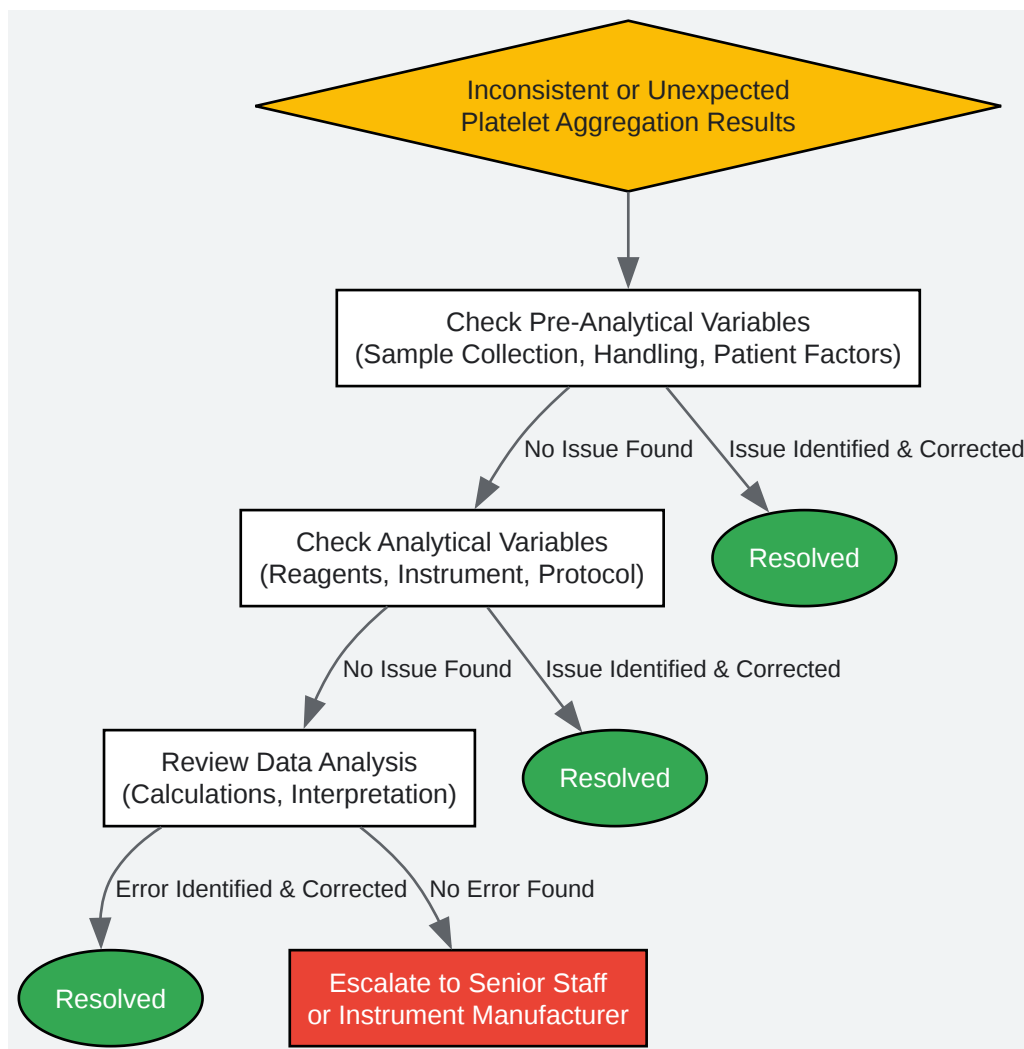 Inconsistent or Unexpected
Platelet Aggregation Results
Check Pre-Analytical Variables
(Sample Collection, Handling, Patient Factors)
No Issue Found
Issue Identified & Corrected
Check Analytical Variables
(Reagents, Instrument, Protocol)
Resolved
No Issue Found
Issue Identified & Corrected
Review Data Analysis
(Calculations, Interpretation)
Resolved
Error Identified & Corrected
No Error Found
Resolved
Escalate to Senior Staff
or Instrument Manufacturer